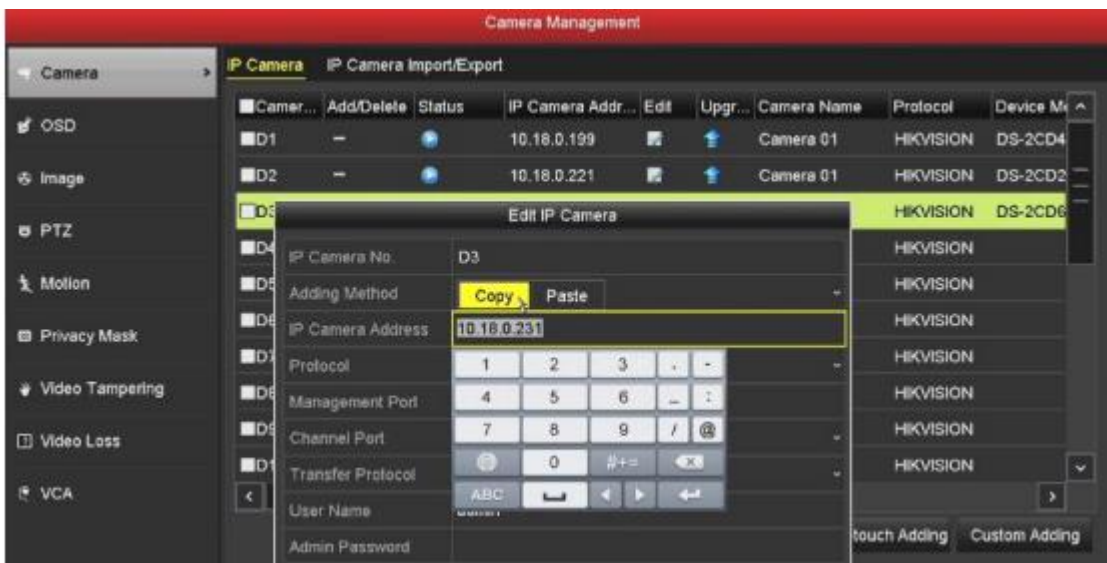 Camera Management
Camera
OSD
Image
PTZ
Motion
Privacy Mask
Video Tampering
Video Loss
VCA
IP Camera IP Camera Import/Export
Camer... Add/Delete Status IP Camera Addr... Edit Upgr... Camera Name Protocol
D1 10.18.0.199 Camera 01 HIKVISION DS-2CD4
D2 10.18.0.221 Camera 01 HIKVISION DS-2CD2
HIKVISION DS-2CD6
D4 HIKVISION
D5 HIKVISION
HIKVISION
HIKVISION
HIKVISION
HIKVISION
HIKVISION
Edit IP Camera
IP Camera No. D3
Adding Method Copy Paste
IP Camera Address 10.18.0.231
Protocol
Management Port
Channel Port
Transfer Protocol
User Name
Admin Password
1 2 3 . -
4 5 6 _ :
7 8 9 / @
0 #+=
ABC
Custom Adding